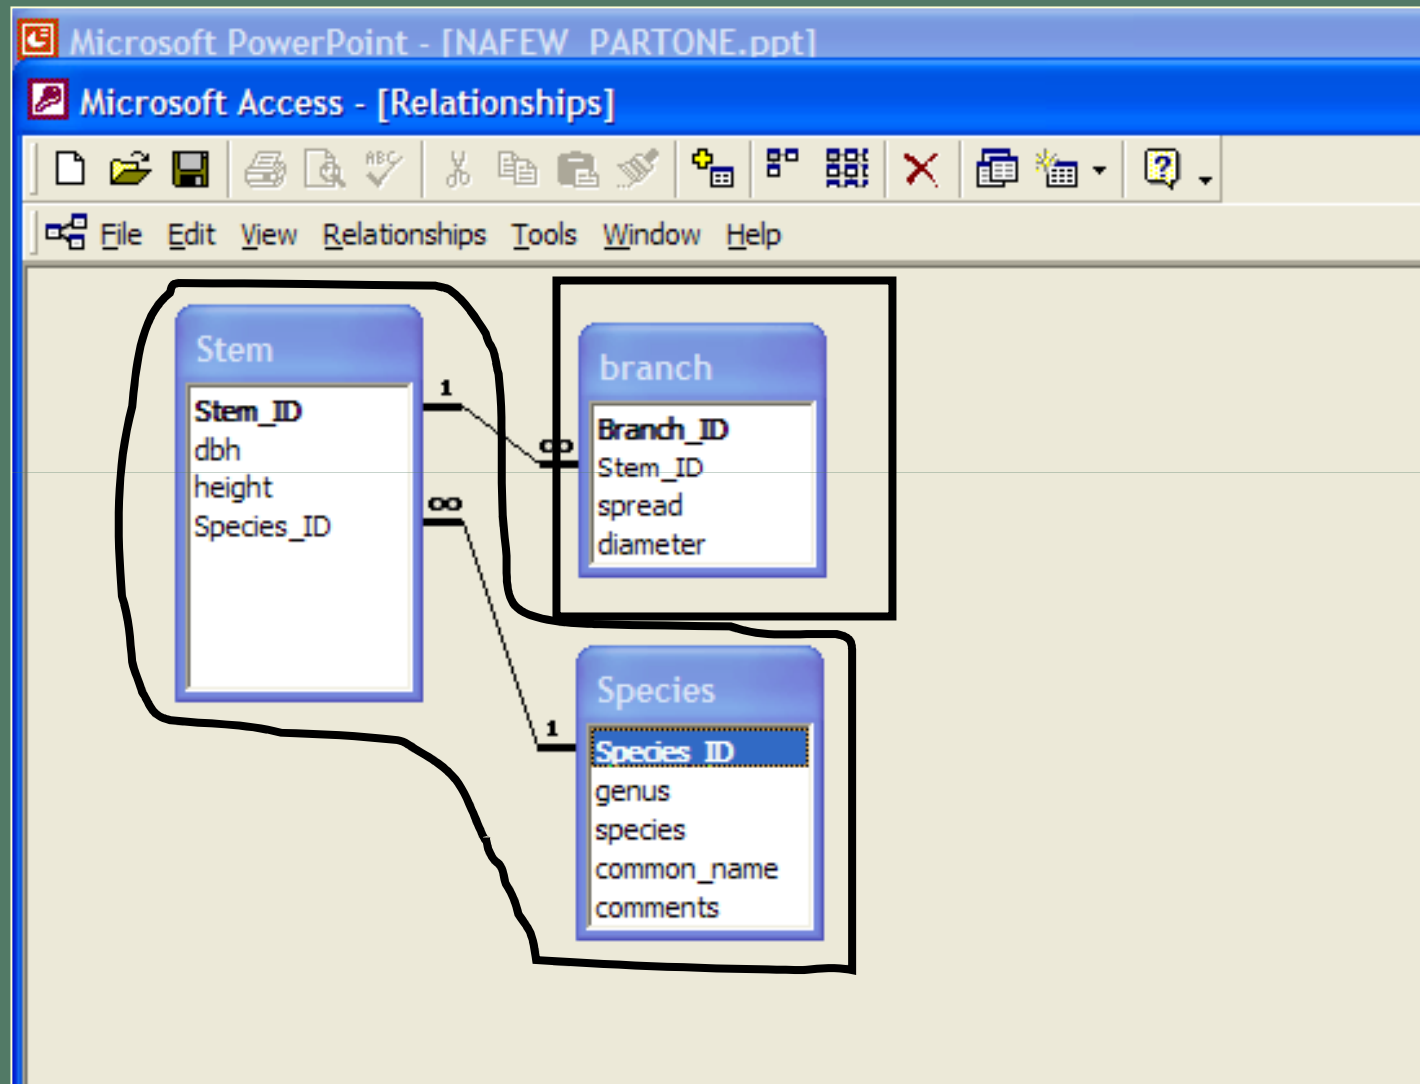 Microsoft PowerPoint - [NAFEW_PARTONE.ppt]
Microsoft Access - [Relationships]
ABC
File Edit View Relationships Tools Window Help
Stem
Stem_ID
dbh
height
Species_ID
1
∞
∞
1
branch
Branch_ID
Stem_ID
spread
diameter
Species
Species_ID
genus
species
common_name
comments